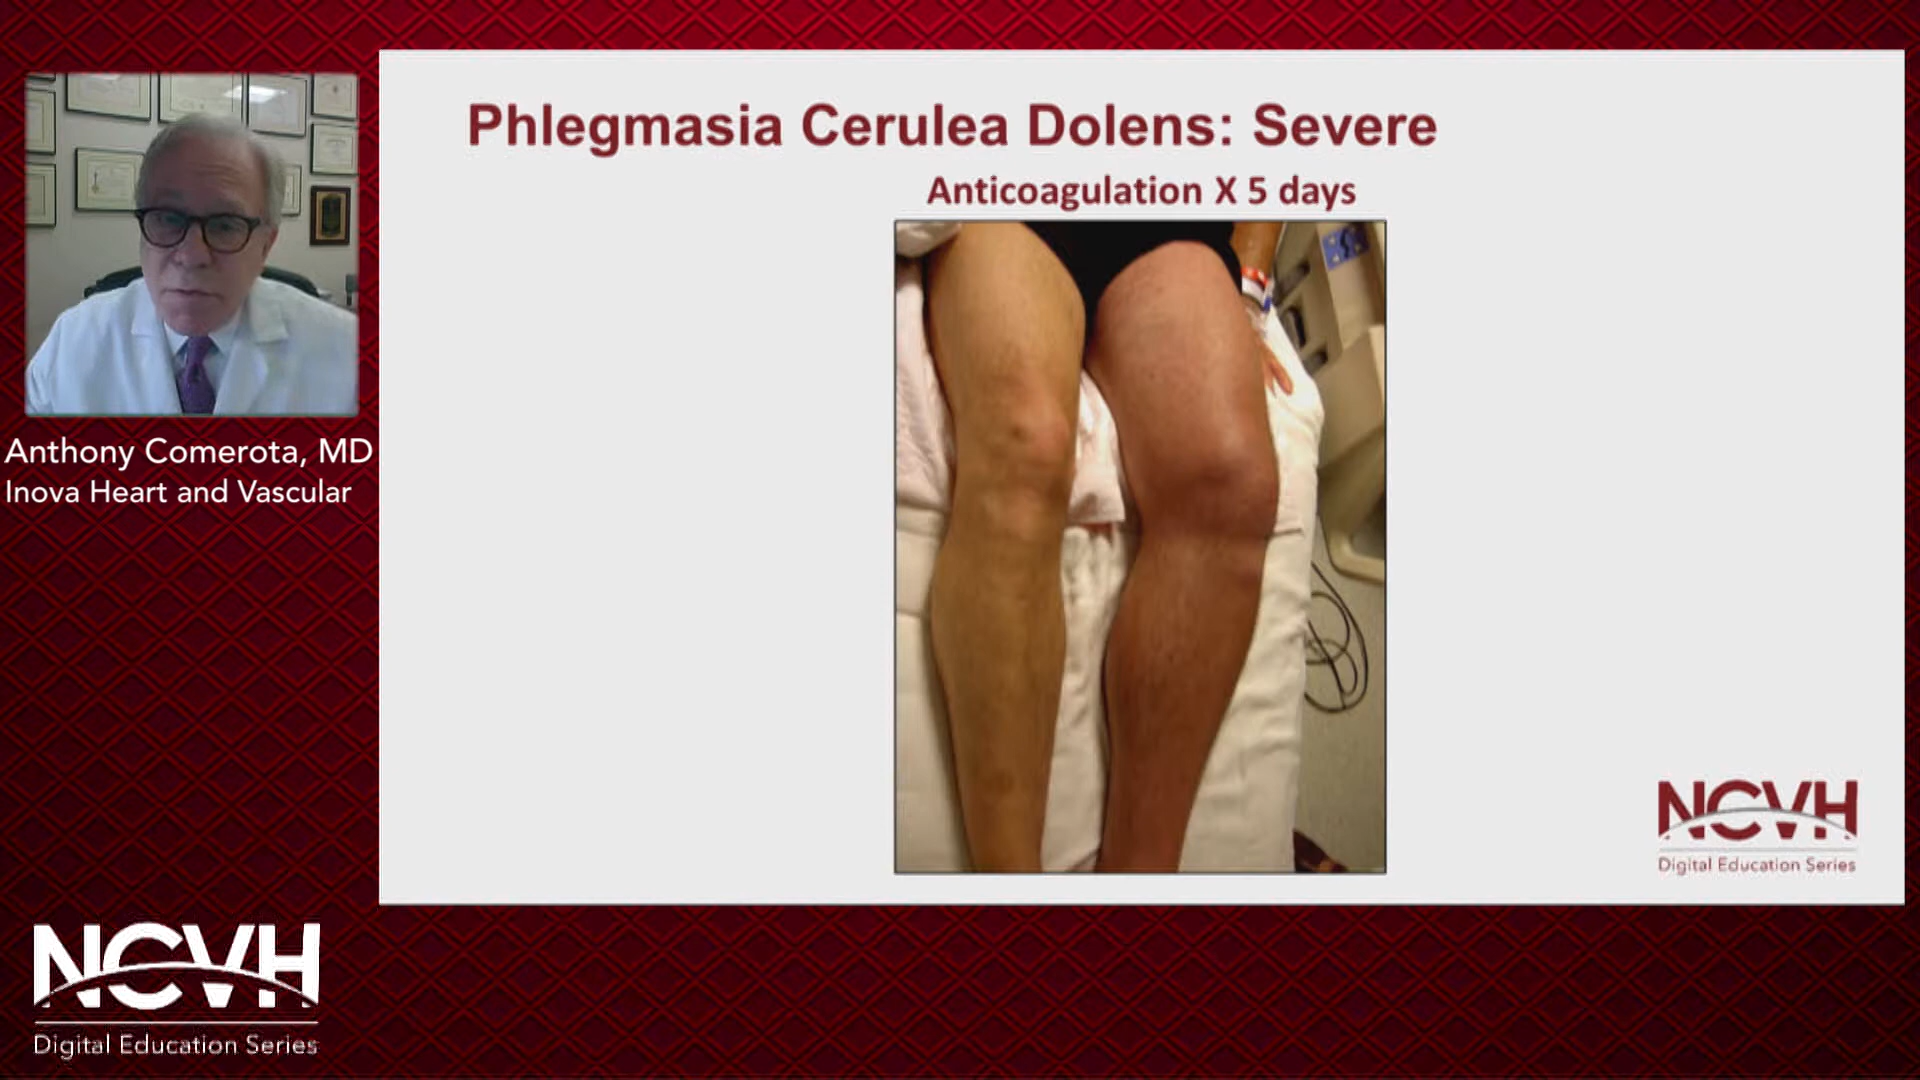 Phlegmasia Cerulea Dolens: Severe
Anticoagulation X 5 days
Anthony Comerota, MD
Inova Heart and Vascular
NCVH
Digital Education Series
NCVH
Digital Education Series